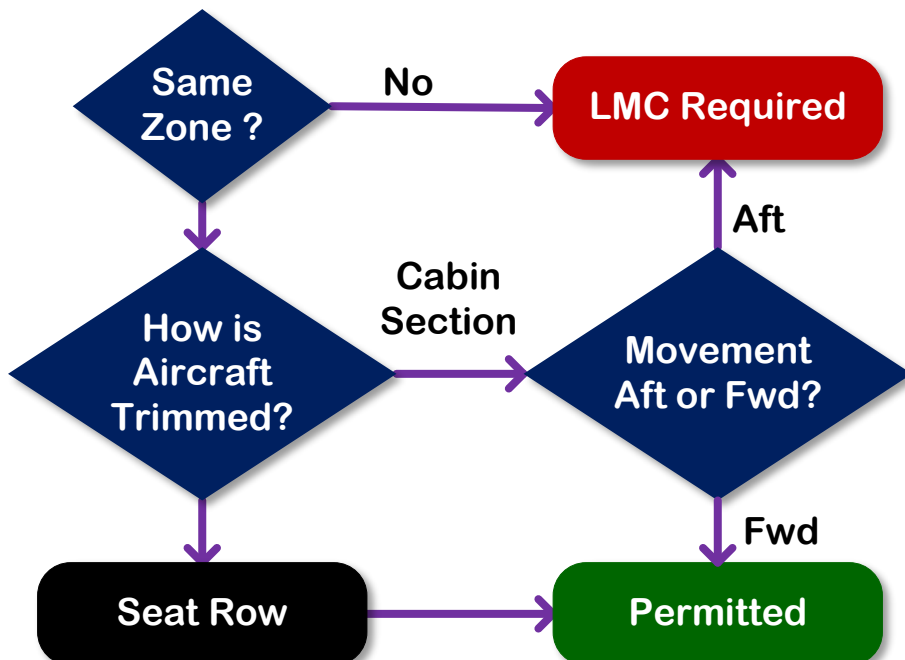 Same
Zone ?
No
LMC Required
Aft
Cabin
Section
How is
Aircraft
Trimmed?
Movement
Aft or Fwd?
Fwd
Seat Row
Permitted